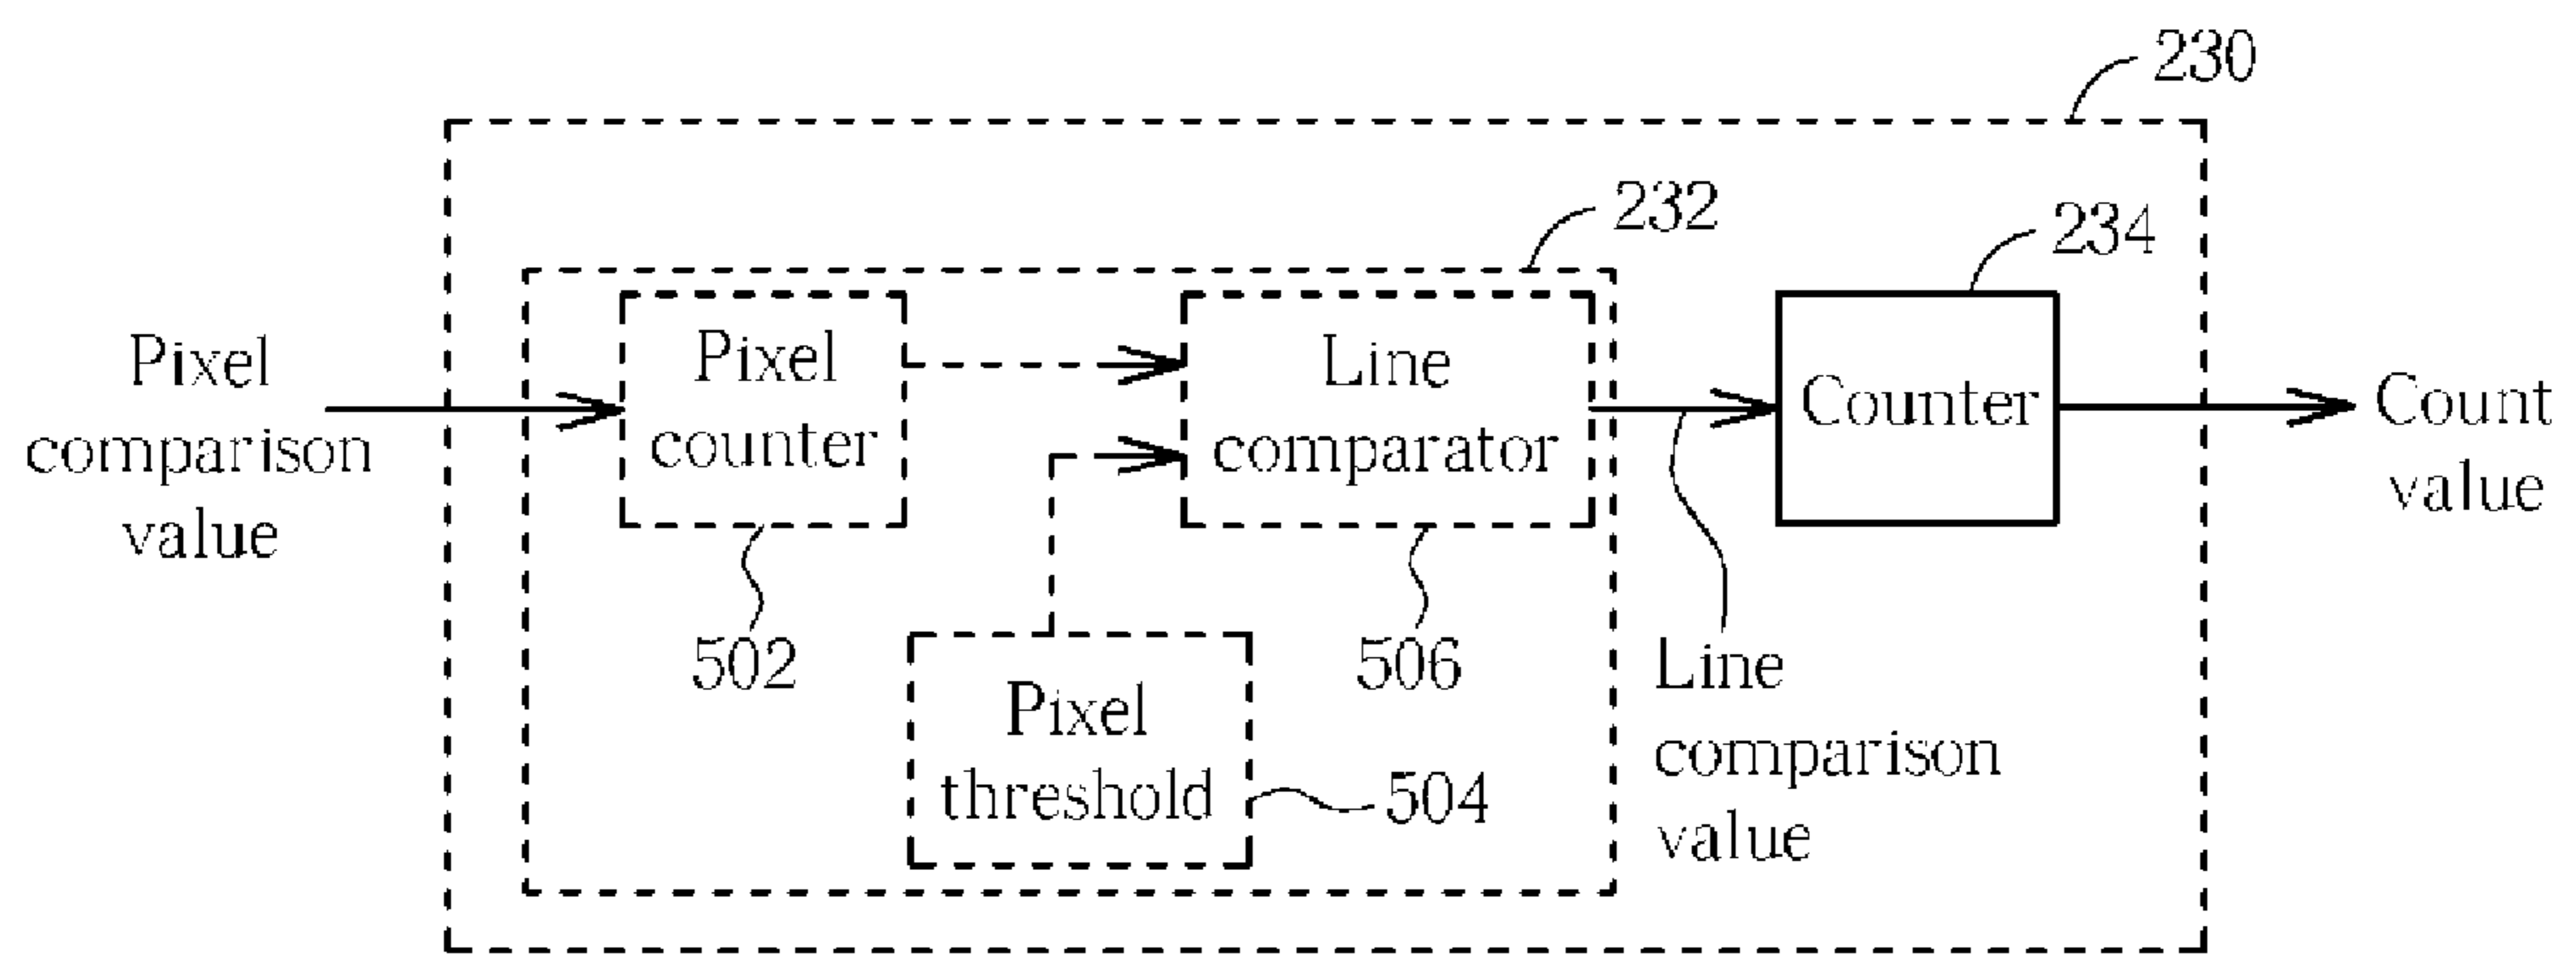 230
232
234
Pixel
comparison
value
Pixel
counter
Line
comparator
Counter
Count
value
502
506
Pixel
threshold
504
Line
comparison
value